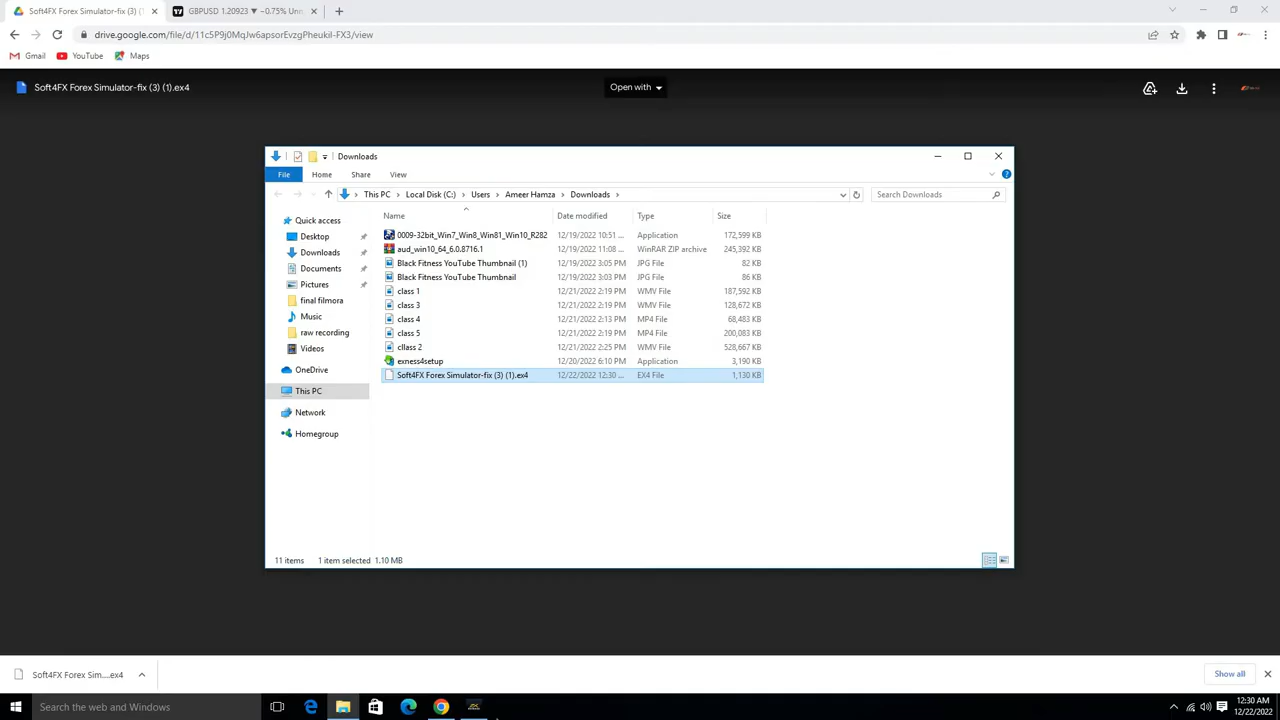 Soft4FX Forex Simulator-fix (3) (1
GBPUSD 1.20923 ▼ −0.75% Unn
drive.google.com/file/d/11c5P9j0MqJw6apsorEvzgPheukiI-FX3/view
Gmail YouTube Maps
Soft4FX Forex Simulator-fix (3) (1).ex4
Open with
Downloads
File Home Share View
This PC > Local Disk (C:) > Users > Ameer Hamza > Downloads >
Search Downloads
Name Date modified Type Size
Quick access
Desktop
Downloads
Documents
Pictures
final filmora
Music
raw recording
Videos
OneDrive
This PC
Network
Homegroup
0009-32bit_Win7_Win8_Win81_Win10_R282 12/19/2022 10:51 ... Application 172,599 KB
aud_win10_64_6.0.8716.1 12/19/2022 11:08 ... WinRAR ZIP archive 245,392 KB
Black Fitness YouTube Thumbnail (1) 12/19/2022 3:05 PM JPG File 82 KB
Black Fitness YouTube Thumbnail 12/19/2022 3:03 PM JPG File 86 KB
class 1 12/21/2022 2:19 PM WMV File 187,592 KB
class 3 12/21/2022 2:19 PM WMV File 128,672 KB
class 4 12/21/2022 2:13 PM MP4 File 68,483 KB
class 5 12/21/2022 2:19 PM MP4 File 200,083 KB
cllass 2 12/21/2022 2:25 PM WMV File 528,667 KB
exness4setup 12/20/2022 6:10 PM Application 3,190 KB
Soft4FX Forex Simulator-fix (3) (1).ex4 12/22/2022 12:30 ... EX4 File 1,130 KB
11 items 1 item selected 1.10 MB
Soft4FX Forex Sim....ex4
Show all
Search the web and Windows
12:30 AM
12/22/2022